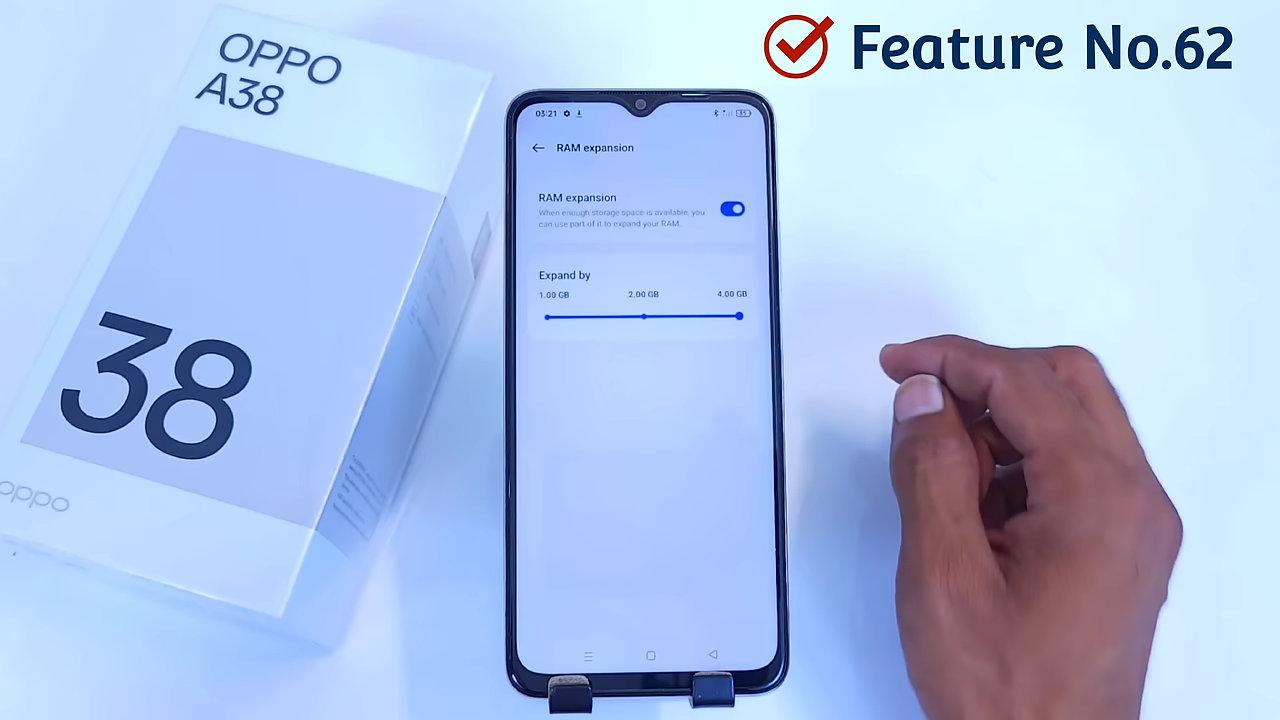 Feature No.62
OPPO
A38
38
oppo
03:21
85
RAM expansion
RAM expansion
When enough storage space is available, you
can use part of it to expand your RAM.
Expand by
1.00 GB 2.00 GB 4.00 GB